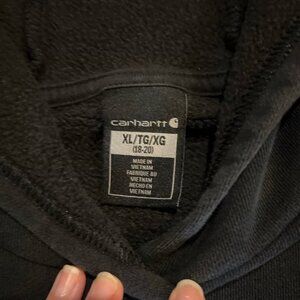 carhartt
XL/TG/XG
(18-20)
MADE IN
VIETNAM
FABRIQUÉ AU
VIETNAM
HECHO EN
VIETNAM